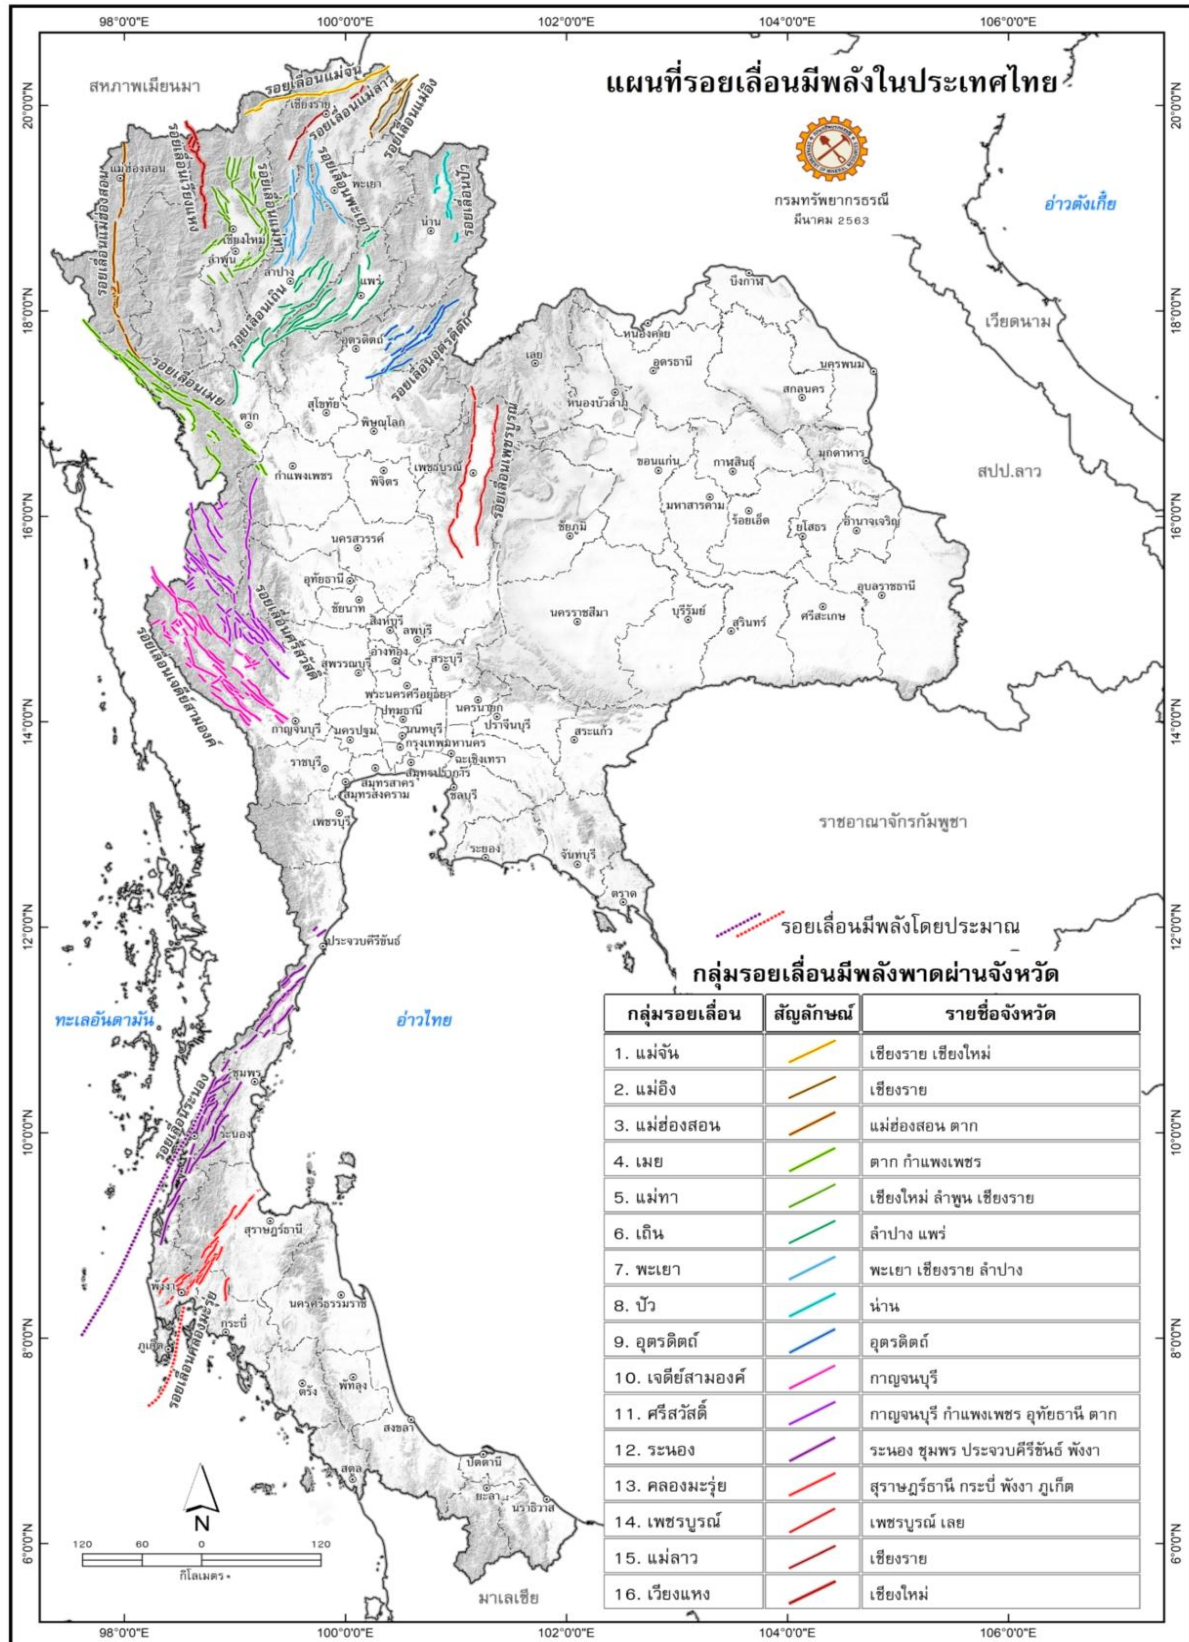 98°0'0"E 100°0'0"E 102°0'0"E 104°0'0"E 106°0'0"E
แผนที่รอยเลื่อนมีพลังในประเทศไทย
กรมทรัพยากรธรณี
มีนาคม 2563
สหภาพเมียนมา
อ่าวตังเกี๋ย
เวียดนาม
สปป.ลาว
ราชอาณาจักรกัมพูชา
ทะเลอันดามัน
อ่าวไทย
มาเลเซีย
20°0'0"N
18°0'0"N
16°0'0"N
14°0'0"N
12°0'0"N
10°0'0"N
8°0'0"N
6°0'0"N
20°0'0"N
18°0'0"N
16°0'0"N
14°0'0"N
12°0'0"N
10°0'0"N
8°0'0"N
6°0'0"N
รอยเลื่อนแม่จัน
รอยเลื่อนแม่ลาว
รอยเลื่อนแม่อิง
รอยเลื่อนเวียงแหง
รอยเลื่อนแม่ฮ่องสอน
รอยเลื่อนแม่ทา
รอยเลื่อนพะเยา
รอยเลื่อนปัว
รอยเลื่อนเถิน
รอยเลื่อนอุตรดิตถ์
รอยเลื่อนเมย
รอยเลื่อนเพชรบูรณ์
รอยเลื่อนศรีสวัสดิ์
รอยเลื่อนเจดีย์สามองค์
รอยเลื่อนระนอง
รอยเลื่อนคลองมะรุ่ย
เชียงราย
แม่ฮ่องสอน
พะเยา
น่าน
เชียงใหม่
ลำพูน
ลำปาง
แพร่
อุตรดิตถ์
บึงกาฬ
หนองคาย
เลย
อุดรธานี
นครพนม
สกลนคร
หนองบัวลำภู
สุโขทัย
ตาก
พิษณุโลก
กำแพงเพชร
พิจิตร
เพชรบูรณ์
ขอนแก่น
กาฬสินธุ์
มุกดาหาร
มหาสารคาม
ร้อยเอ็ด
ยโสธร
อำนาจเจริญ
ชัยภูมิ
นครสวรรค์
อุทัยธานี
ชัยนาท
อุบลราชธานี
นครราชสีมา
บุรีรัมย์
สุรินทร์
ศรีสะเกษ
สิงห์บุรี
ลพบุรี
อ่างทอง
สุพรรณบุรี
สระบุรี
พระนครศรีอยุธยา
นครนายก
ปทุมธานี
ปราจีนบุรี
กาญจนบุรี
นครปฐม
นนทบุรี
สระแก้ว
กรุงเทพมหานคร
ฉะเชิงเทรา
ราชบุรี
สมุทรปราการ
สมุทรสาคร
สมุทรสงคราม
ชลบุรี
เพชรบุรี
ระยอง
จันทบุรี
ตราด
ประจวบคีรีขันธ์
ชุมพร
ระนอง
สุราษฎร์ธานี
พังงา
นครศรีธรรมราช
กระบี่
ภูเก็ต
ตรัง
พัทลุง
สงขลา
สตูล
ปัตตานี
ยะลา
นราธิวาส
รอยเลื่อนมีพลังโดยประมาณ
กลุ่มรอยเลื่อนมีพลังพาดผ่านจังหวัด
กลุ่มรอยเลื่อน สัญลักษณ์ รายชื่อจังหวัด
1. แม่จัน เชียงราย เชียงใหม่
2. แม่อิง เชียงราย
3. แม่ฮ่องสอน แม่ฮ่องสอน ตาก
4. เมย ตาก กำแพงเพชร
5. แม่ทา เชียงใหม่ ลำพูน เชียงราย
6. เถิน ลำปาง แพร่
7. พะเยา พะเยา เชียงราย ลำปาง
8. ปัว น่าน
9. อุตรดิตถ์ อุตรดิตถ์
10. เจดีย์สามองค์ กาญจนบุรี
11. ศรีสวัสดิ์ กาญจนบุรี กำแพงเพชร อุทัยธานี ตาก
12. ระนอง ระนอง ชุมพร ประจวบคีรีขันธ์ พังงา
13. คลองมะรุ่ย สุราษฎร์ธานี กระบี่ พังงา ภูเก็ต
14. เพชรบูรณ์ เพชรบูรณ์ เลย
15. แม่ลาว เชียงราย
16. เวียงแหง เชียงใหม่
N
120 60 0 120
กิโลเมตร
98°0'0"E 100°0'0"E 102°0'0"E 104°0'0"E 106°0'0"E